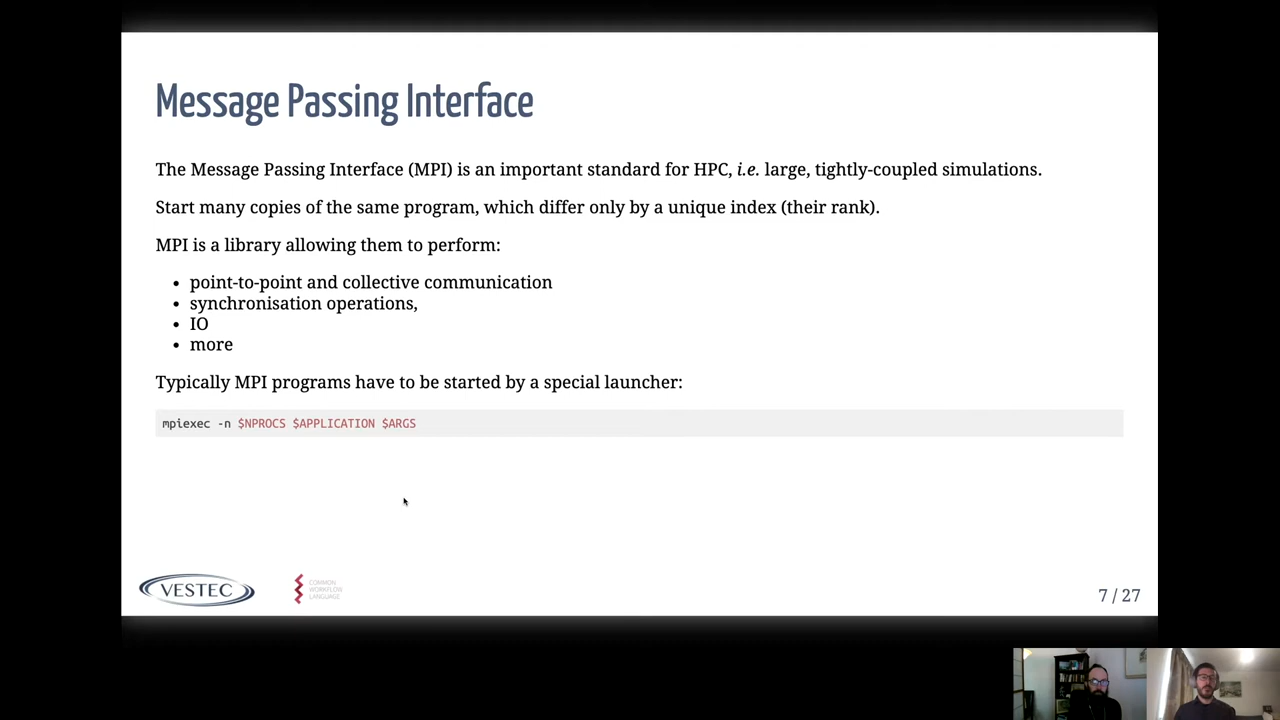 Message Passing Interface
The Message Passing Interface (MPI) is an important standard for HPC, i.e. large, tightly-coupled simulations.
Start many copies of the same program, which differ only by a unique index (their rank).
MPI is a library allowing them to perform:
• point-to-point and collective communication
• synchronisation operations,
• IO
• more
Typically MPI programs have to be started by a special launcher:
mpiexec -n $NPROCS $APPLICATION $ARGS
VESTEC
COMMON
WORKFLOW
LANGUAGE
7 / 27